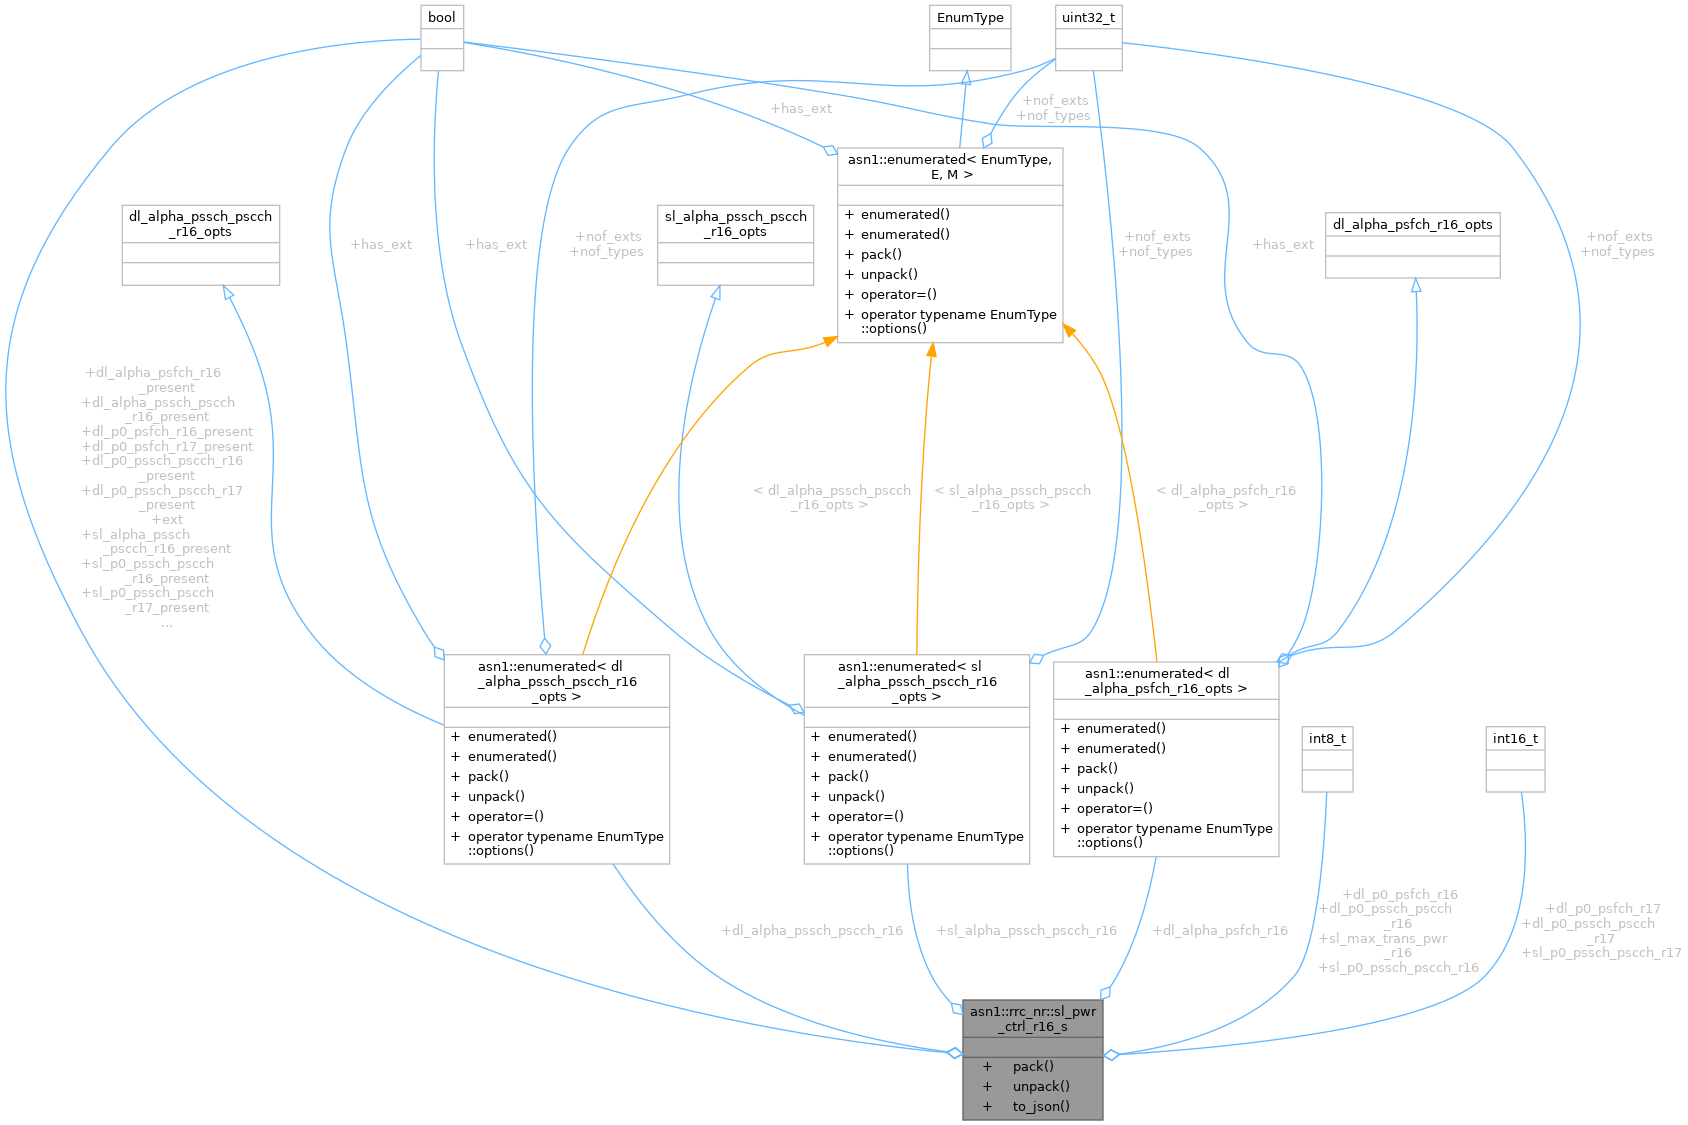 bool
EnumType
uint32_t
+has_ext
+nof_exts
+nof_types
asn1::enumerated< EnumType,
E, M >
+ enumerated()
+ enumerated()
+ pack()
+ unpack()
+ operator=()
+ operator typename EnumType
::options()
dl_alpha_pssch_pscch
_r16_opts
+has_ext
+has_ext
+nof_exts
+nof_types
sl_alpha_pssch_pscch
_r16_opts
+nof_exts
+nof_types
+has_ext
dl_alpha_psfch_r16_opts
+nof_exts
+nof_types
+dl_alpha_psfch_r16
_present
+dl_alpha_pssch_pscch
_r16_present
+dl_p0_psfch_r16_present
+dl_p0_psfch_r17_present
+dl_p0_pssch_pscch_r16
_present
+dl_p0_pssch_pscch_r17
_present
+ext
+sl_alpha_pssch
_pscch_r16_present
+sl_p0_pssch_pscch
_r16_present
+sl_p0_pssch_pscch
_r17_present
...
< dl_alpha_pssch_pscch
_r16_opts >
< sl_alpha_pssch_pscch
_r16_opts >
< dl_alpha_psfch_r16
_opts >
asn1::enumerated< dl
_alpha_pssch_pscch_r16
_opts >
+ enumerated()
+ enumerated()
+ pack()
+ unpack()
+ operator=()
+ operator typename EnumType
::options()
asn1::enumerated< sl
_alpha_pssch_pscch_r16
_opts >
+ enumerated()
+ enumerated()
+ pack()
+ unpack()
+ operator=()
+ operator typename EnumType
::options()
asn1::enumerated< dl
_alpha_psfch_r16_opts >
+ enumerated()
+ enumerated()
+ pack()
+ unpack()
+ operator=()
+ operator typename EnumType
::options()
int8_t
int16_t
+dl_alpha_pssch_pscch_r16
+sl_alpha_pssch_pscch_r16
+dl_alpha_psfch_r16
+dl_p0_psfch_r16
+dl_p0_pssch_pscch
_r16
+sl_max_trans_pwr
_r16
+sl_p0_pssch_pscch_r16
+dl_p0_psfch_r17
+dl_p0_pssch_pscch
_r17
+sl_p0_pssch_pscch_r17
asn1::rrc_nr::sl_pwr
_ctrl_r16_s
+ pack()
+ unpack()
+ to_json()